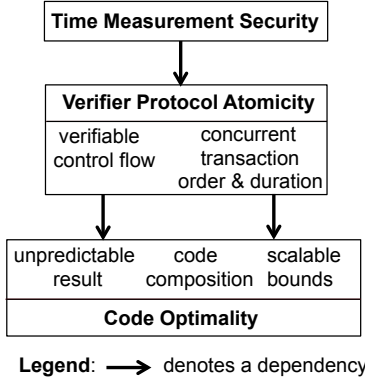 Time Measurement Security
Verifier Protocol Atomicity
verifiable control flow
concurrent transaction order & duration
unpredictable result
code composition
scalable bounds
Code Optimality
Legend: denotes a dependency